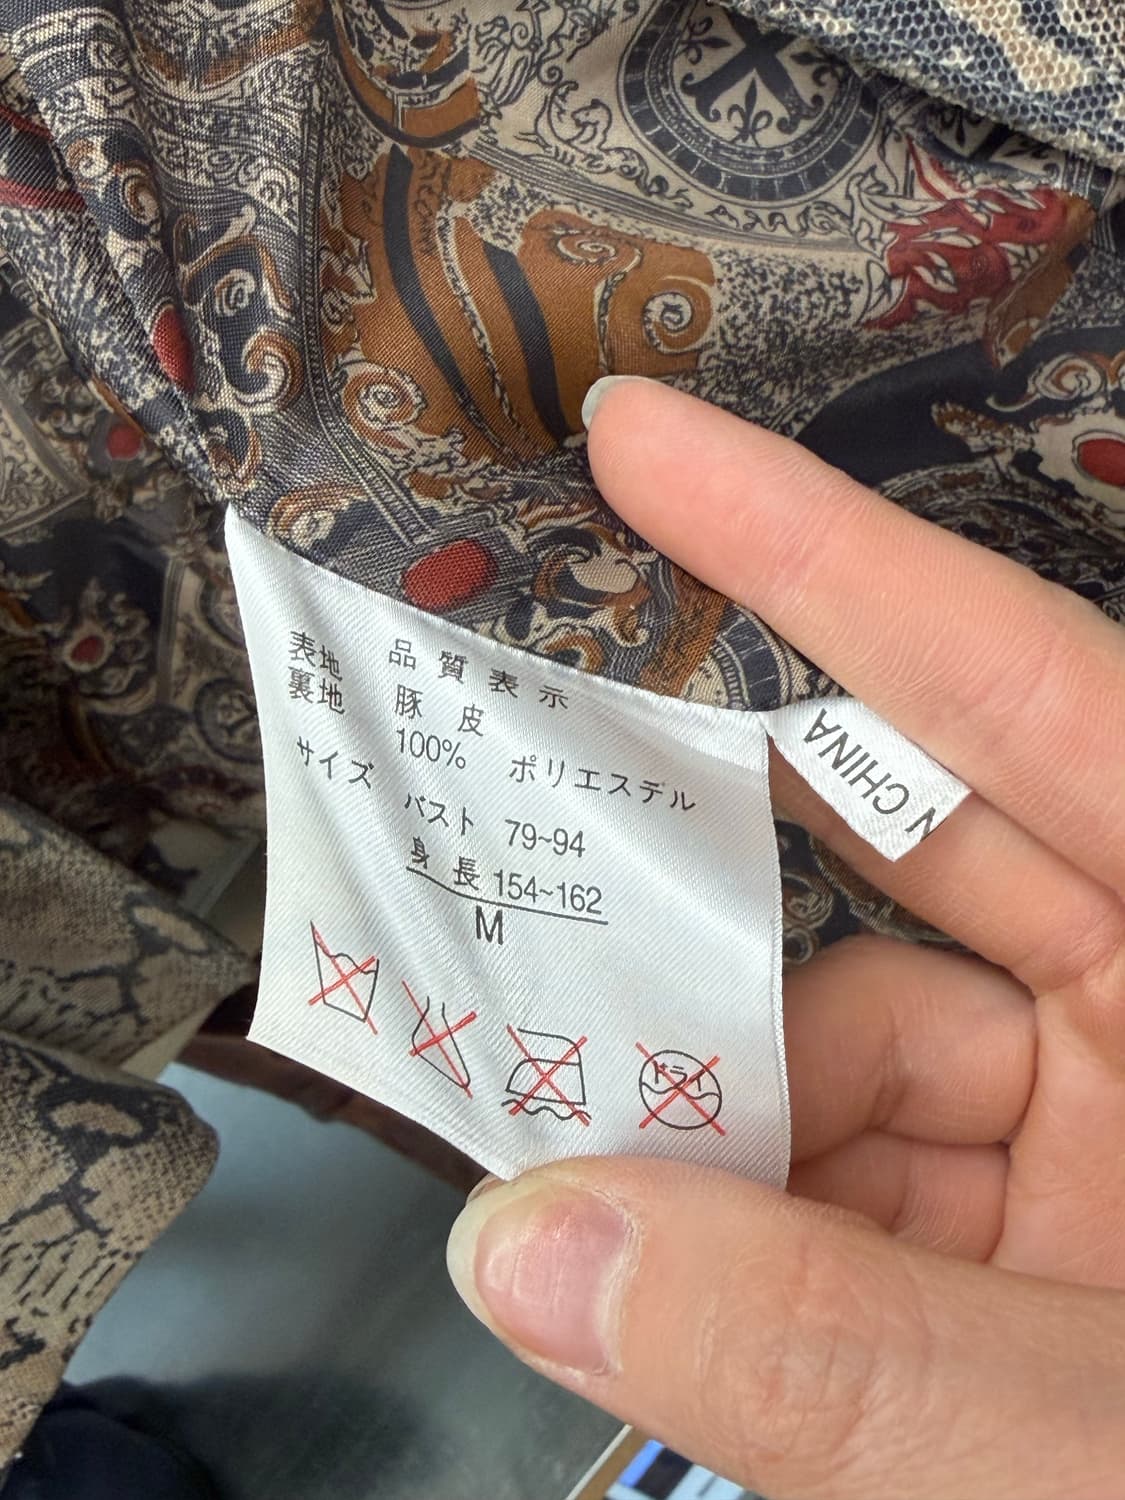 品質表示
表地 豚皮
裏地 100% ポリエステル
サイズ バスト 79~94
身長 154~162
M
ドライ
N CHINA